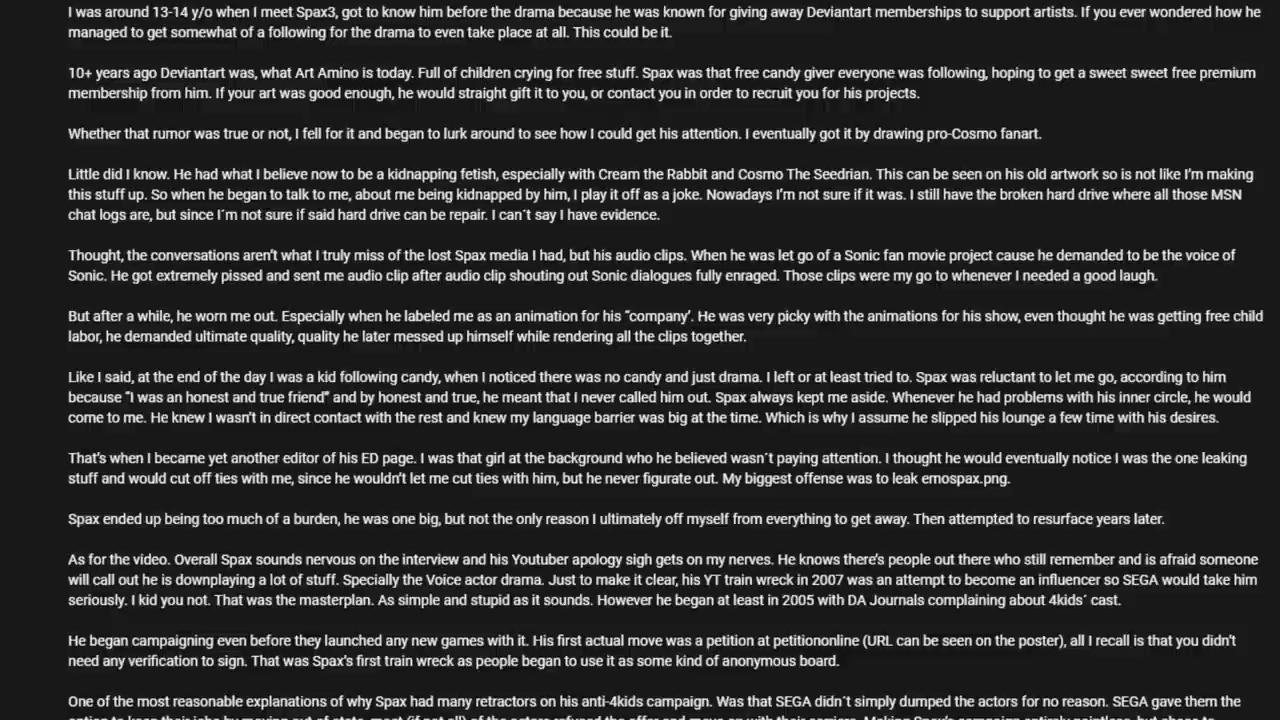 I was around 13-14 y/o when I meet Spax3, got to know him before the drama because he was known for giving away Deviantart memberships to support artists. If you ever wondered how he
managed to get somewhat of a following for the drama to even take place at all. This could be it.
10+ years ago Deviantart was, what Art Amino is today. Full of children crying for free stuff. Spax was that free candy giver everyone was following, hoping to get a sweet sweet free premium
membership from him. If your art was good enough, he would straight gift it to you, or contact you in order to recruit you for his projects.
Whether that rumor was true or not, I fell for it and began to lurk around to see how I could get his attention. I eventually got it by drawing pro-Cosmo fanart.
Little did I know. He had what I believe now to be a kidnapping fetish, especially with Cream the Rabbit and Cosmo The Seedrian. This can be seen on his old artwork so is not like I'm making
this stuff up. So when he began to talk to me, about me being kidnapped by him, I play it off as a joke. Nowadays I'm not sure if it was. I still have the broken hard drive where all those MSN
chat logs are, but since I´m not sure if said hard drive can be repair. I can´t say I have evidence.
Thought, the conversations aren't what I truly miss of the lost Spax media I had, but his audio clips. When he was let go of a Sonic fan movie project cause he demanded to be the voice of
Sonic. He got extremely pissed and sent me audio clip after audio clip shouting out Sonic dialogues fully enraged. Those clips were my go to whenever I needed a good laugh.
But after a while, he worn me out. Especially when he labeled me as an animation for his "company'. He was very picky with the animations for his show, even thought he was getting free child
labor, he demanded ultimate quality, quality he later messed up himself while rendering all the clips together.
Like I said, at the end of the day I was a kid following candy, when I noticed there was no candy and just drama. I left or at least tried to. Spax was reluctant to let me go, according to him
because "I was an honest and true friend" and by honest and true, he meant that I never called him out. Spax always kept me aside. Whenever he had problems with his inner circle, he would
come to me. He knew I wasn't in direct contact with the rest and knew my language barrier was big at the time. Which is why I assume he slipped his lounge a few time with his desires.
That's when I became yet another editor of his ED page. I was that girl at the background who he believed wasn´t paying attention. I thought he would eventually notice I was the one leaking
stuff and would cut off ties with me, since he wouldn't let me cut ties with him, but he never figurate out. My biggest offense was to leak emospax.png.
Spax ended up being too much of a burden, he was one big, but not the only reason I ultimately off myself from everything to get away. Then attempted to resurface years later.
As for the video. Overall Spax sounds nervous on the interview and his Youtuber apology sigh gets on my nerves. He knows there's people out there who still remember and is afraid someone
will call out he is downplaying a lot of stuff. Specially the Voice actor drama. Just to make it clear, his YT train wreck in 2007 was an attempt to become an influencer so SEGA would take him
seriously. I kid you not. That was the masterplan. As simple and stupid as it sounds. However he began at least in 2005 with DA Journals complaining about 4kids´ cast.
He began campaigning even before they launched any new games with it. His first actual move was a petition at petitiononline (URL can be seen on the poster), all I recall is that you didn't
need any verification to sign. That was Spax's first train wreck as people began to use it as some kind of anonymous board.
One of the most reasonable explanations of why Spax had many retractors on his anti-4kids campaign. Was that SEGA didn´t simply dumped the actors for no reason. SEGA gave them the